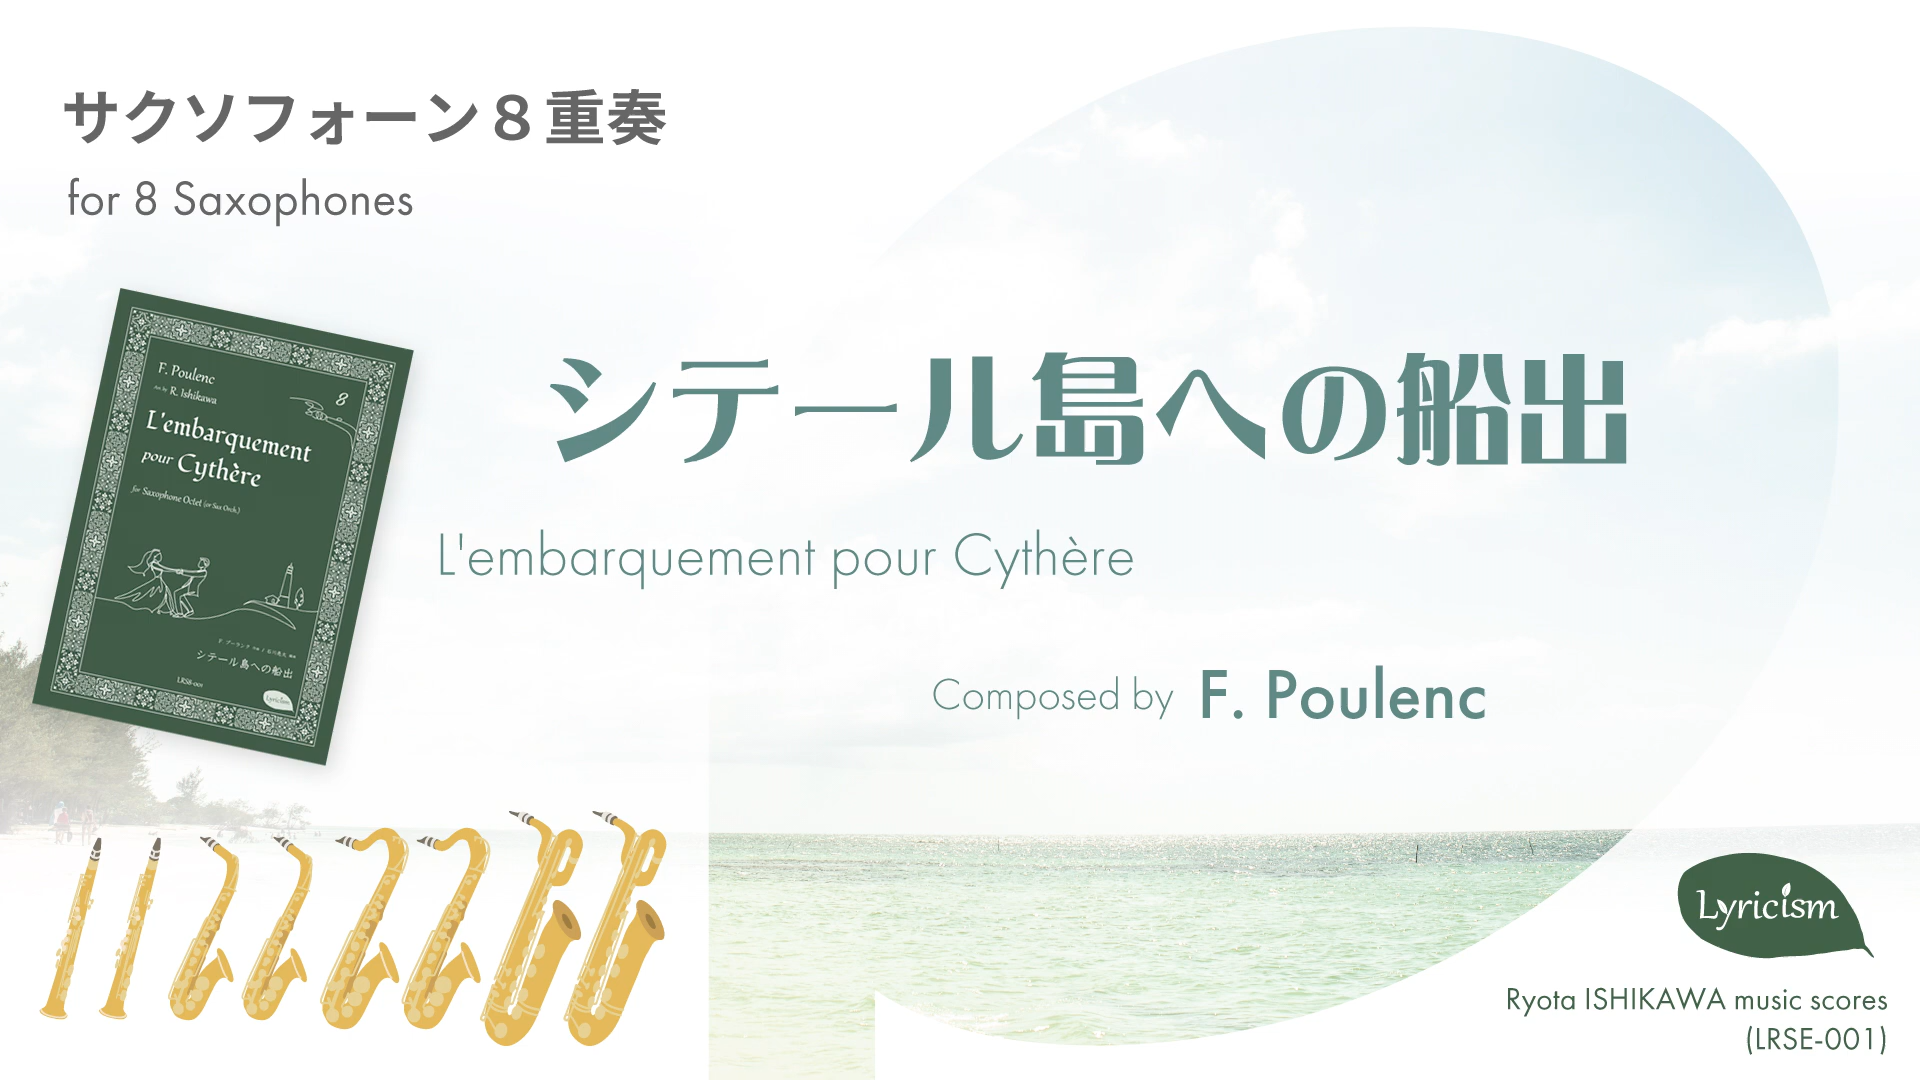 サクソフォーン８重奏
for 8 Saxophones
F. Poulenc
Arr. by R. Ishikawa
8
L'embarquement
pour Cythère
for Saxophone Octet (or Sax Orch.)
シテール島への船出
LRS8-001
Lyricism
シテール島への船出
L'embarquement pour Cythère
Composed by F. Poulenc
Lyricism
Ryota ISHIKAWA music scores
(LRSE-001)